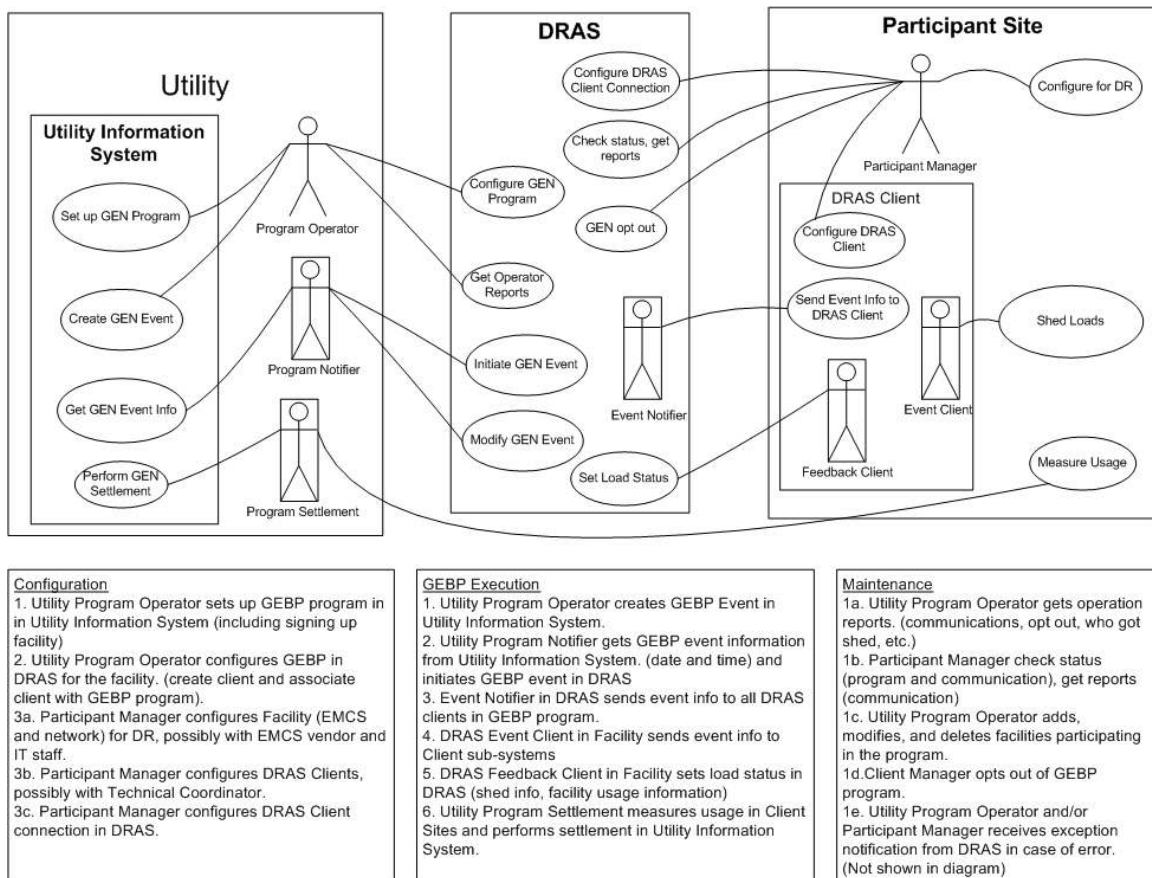 Utility
Utility Information
System
Set up GEN Program
Create GEN Event
Get GEN Event Info
Perform GEN
Settlement
Program Operator
Program Notifier
Program Settlement
DRAS
Configure DRAS
Client Connection
Check status, get
reports
Configure GEN
Program
GEN opt out
Get Operator
Reports
Initiate GEN Event
Event Notifier
Modify GEN Event
Set Load Status
Participant Site
Participant Manager
Configure for DR
DRAS Client
Configure DRAS
Client
Send Event Info to
DRAS Client
Event Client
Feedback Client
Shed Loads
Measure Usage
Configuration
1. Utility Program Operator sets up GEBP program in
in Utility Information System (including signing up
facility)
2. Utility Program Operator configures GEBP in
DRAS for the facility. (create client and associate
client with GEBP program).
3a. Participant Manager configures Facility (EMCS
and network) for DR, possibly with EMCS vendor and
IT staff.
3b. Participant Manager configures DRAS Clients,
possibly with Technical Coordinator.
3c. Participant Manager configures DRAS Client
connection in DRAS.
GEBP Execution
1. Utility Program Operator creates GEBP Event in
Utility Information System.
2. Utility Program Notifier gets GEBP event information
from Utility Information System. (date and time) and
initiates GEBP event in DRAS
3. Event Notifier in DRAS sends event info to all DRAS
clients in GEBP program.
4. DRAS Event Client in Facility sends event info to
Client sub-systems
5. DRAS Feedback Client in Facility sets load status in
DRAS (shed info, facility usage information)
6. Utility Program Settlement measures usage in Client
Sites and performs settlement in Utility Information
System.
Maintenance
1a. Utility Program Operator gets operation
reports. (communications, opt out, who got
shed, etc.)
1b. Participant Manager check status
(program and communication), get reports
(communication)
1c. Utility Program Operator adds,
modifies, and deletes facilities participating
in the program.
1d.Client Manager opts out of GEBP
program.
1e. Utility Program Operator and/or
Participant Manager receives exception
notification from DRAS in case of error.
(Not shown in diagram)